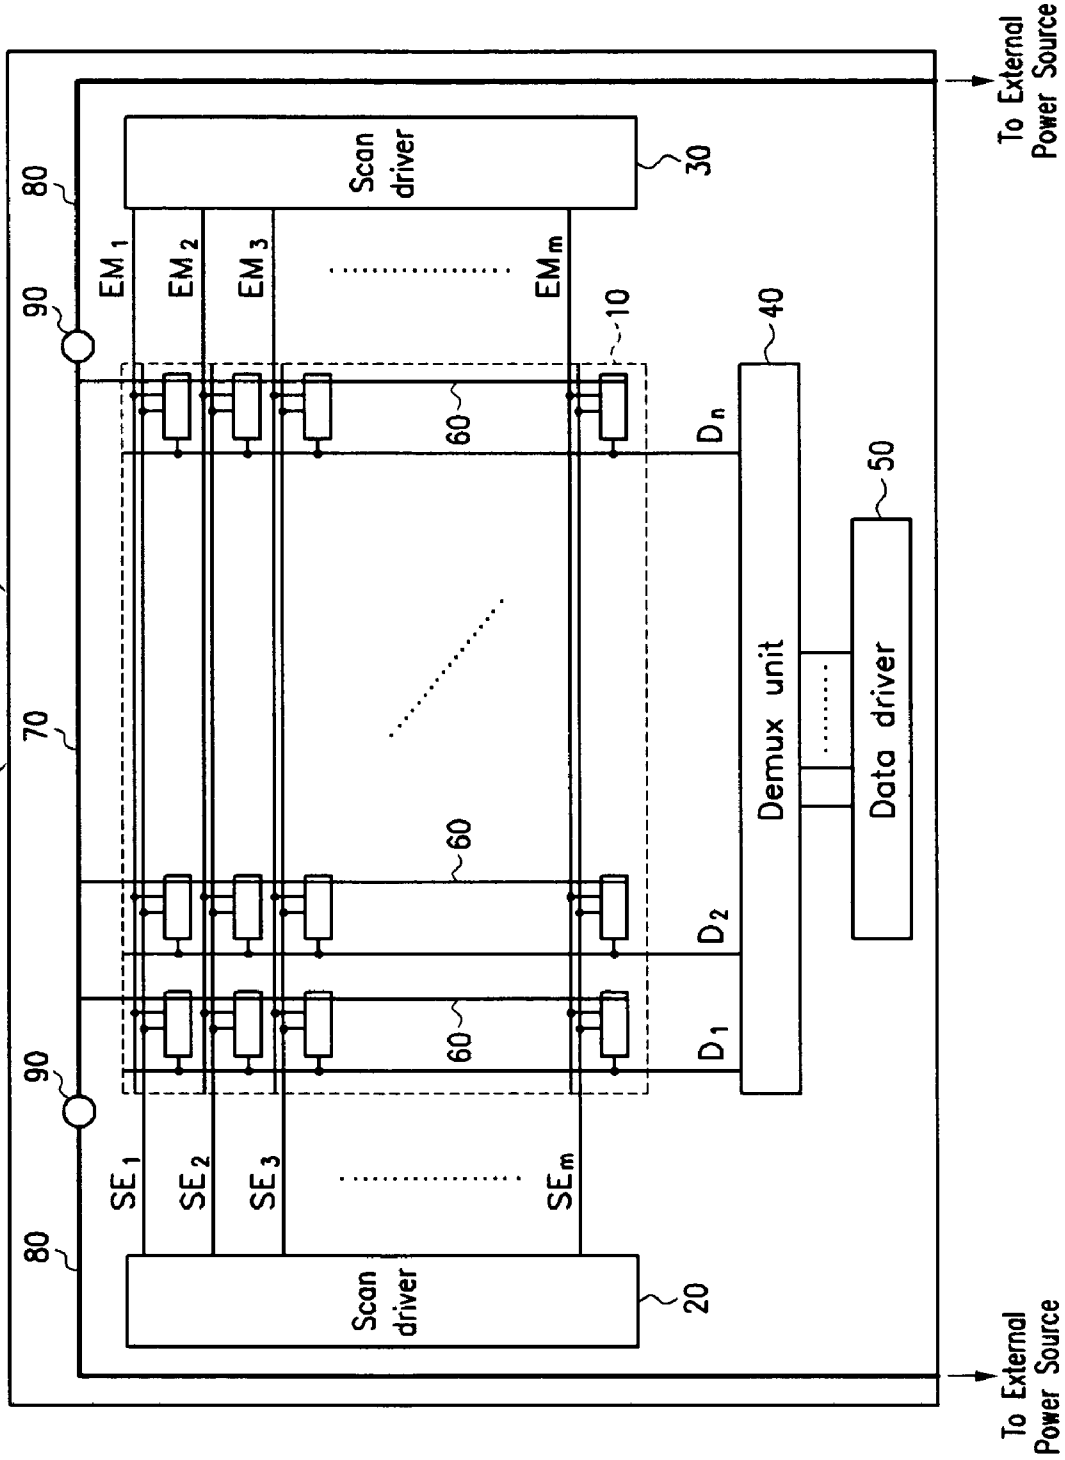 80
90
70
90
80
SE1
EM1
SE2
EM2
SE3
EM3
Scan
driver
Scan
driver
60
60
60
SEm
EMm
10
20
30
D1
D2
Dn
Demux unit
40
Data driver
50
To External
Power Source
To External
Power Source